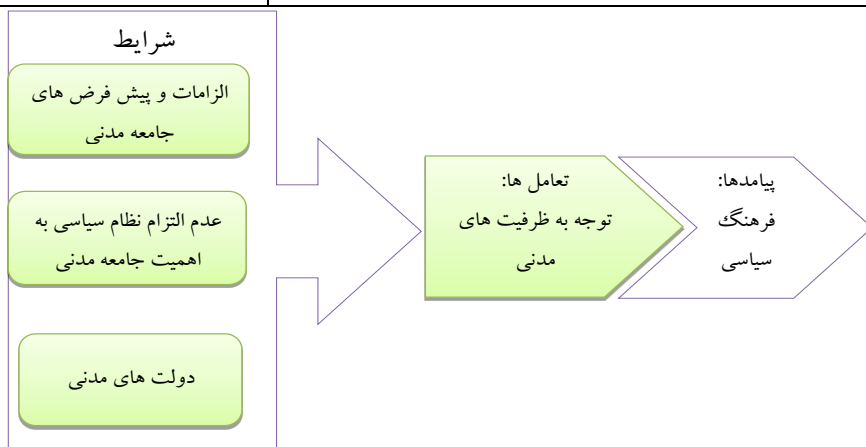 شرایط
الزامات و پیش فرض های
جامعه مدنی
عدم التزام نظام سیاسی به
اهمیت جامعه مدنی
دولت های مدنی
تعامل ها:
توجه به ظرفیت های
مدنی
پیامدها:
فرهنگ
سیاسی